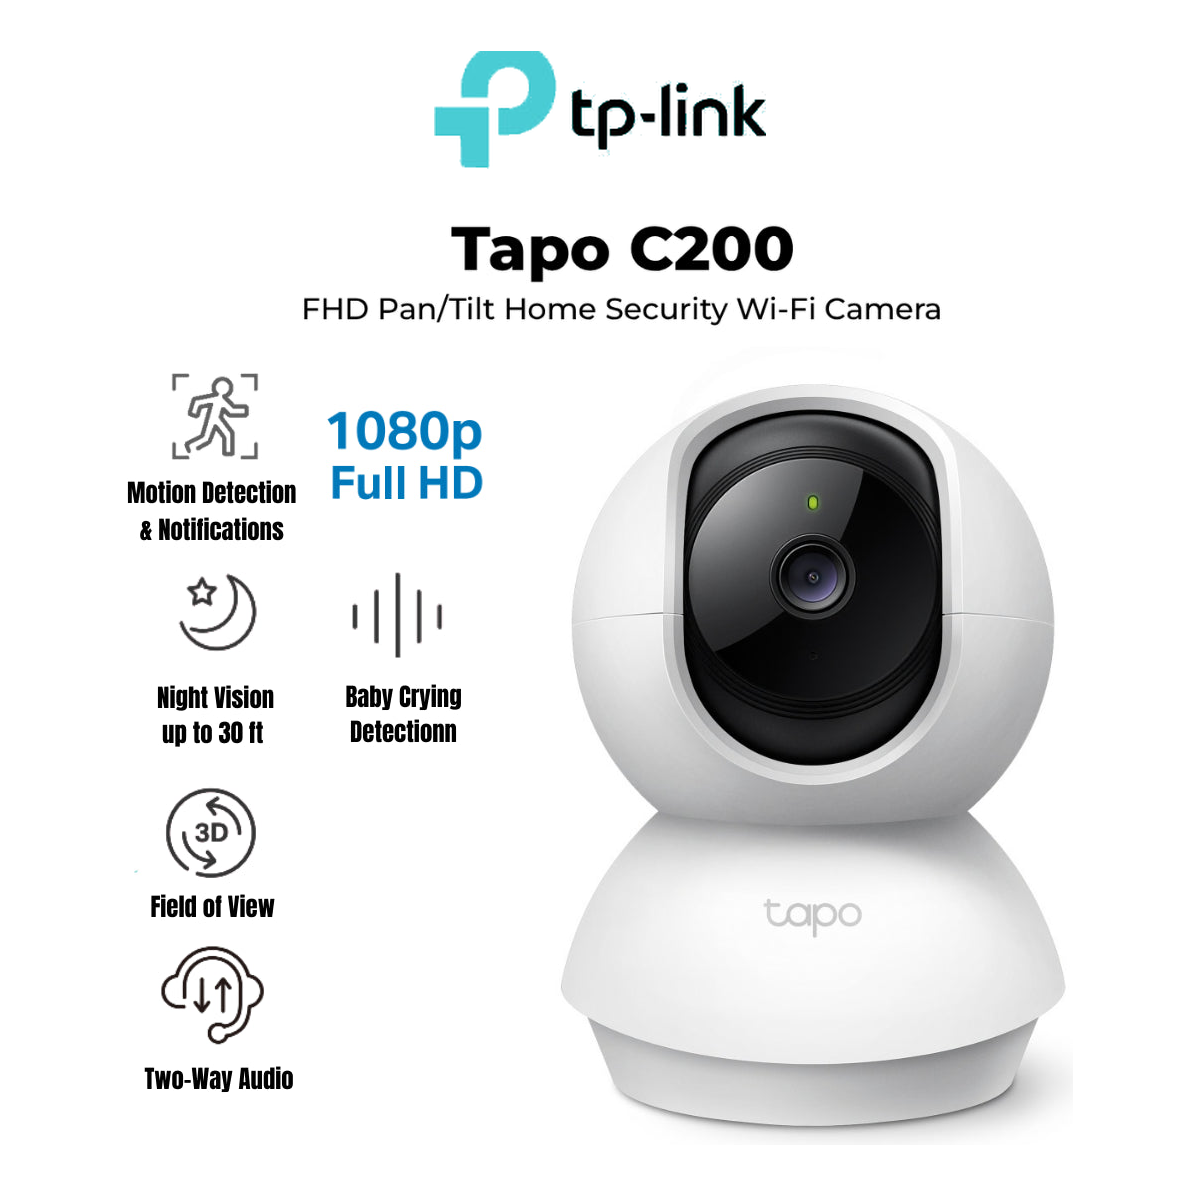 tp-link
Tapo C200
FHD Pan/Tilt Home Security Wi-Fi Camera
Motion Detection
& Notifications
1080p
Full HD
Night Vision
up to 30 ft
Baby Crying
Detectionn
3D
Field of View
Two-Way Audio
tapo